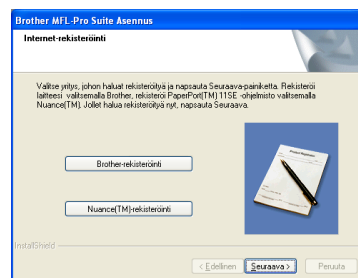 Brother MFL-Pro Suite Asennus
Internet-rekisteröinti
Valitse yritys, johon haluat rekisteröityä ja napsauta Seuraava-painiketta. Rekisteröi
laitteesi valitsemalla Brother, rekisteröi PaperPort(TM) 11SE -ohjelmisto valitsemalla
Nuance(TM). Jollet halua rekisteröityä nyt, napsauta Seuraava.
Brother-rekisteröinti
Nuance(TM)-rekisteröinti
InstallShield
< Edellinen
Seuraava >
Peruuta